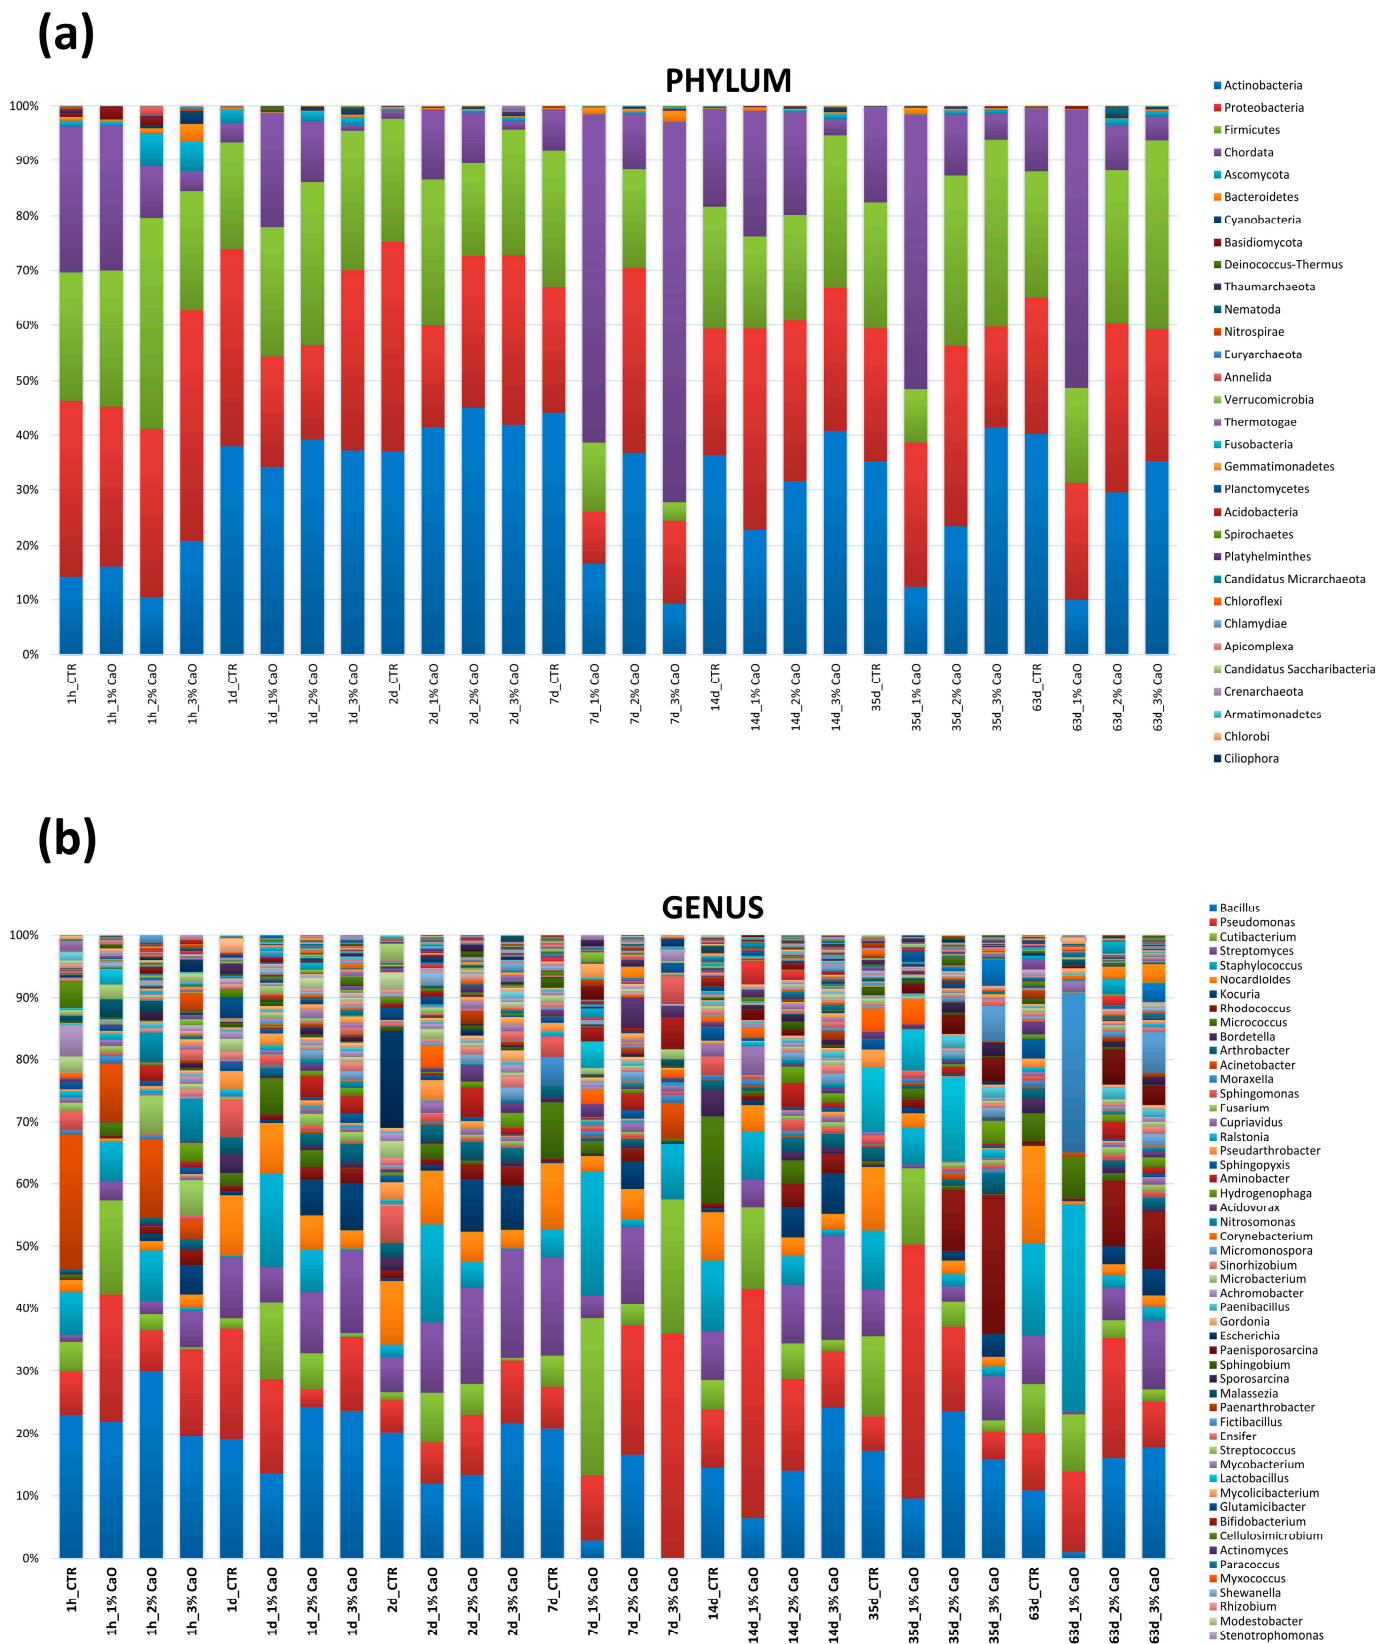 (a)
PHYLUM
100%
90%
80%
70%
60%
50%
40%
30%
20%
10%
0%
1h_CTR
1h_1% CaO
1h_2% CaO
1h_3% CaO
1d_CTR
1d_1% CaO
1d_2% CaO
1d_3% CaO
2d_CTR
2d_1% CaO
2d_2% CaO
2d_3% CaO
7d_CTR
7d_1% CaO
7d_2% CaO
7d_3% CaO
14d_CTR
14d_1% CaO
14d_2% CaO
14d_3% CaO
35d_CTR
35d_1% CaO
35d_2% CaO
35d_3% CaO
63d_CTR
63d_1% CaO
63d_2% CaO
63d_3% CaO
Actinobacteria
Proteobacteria
Firmicutes
Chordata
Ascomycota
Bacteroidetes
Cyanobacteria
Basidiomycota
Deinococcus-Thermus
Thaumarchaeota
Nematoda
Nitrospirae
Euryarchaeota
Annelida
Verrucomicrobia
Thermotogae
Fusobacteria
Gemmatimonadetes
Planctomycetes
Acidobacteria
Spirochaetes
Platyhelminthes
Candidatus Micrarchaeota
Chloroflexi
Chlamydiae
Apicomplexa
Candidatus Saccharibacteria
Crenarchaeota
Armatimonadetes
Chlorobi
Ciliophora
(b)
GENUS
100%
90%
80%
70%
60%
50%
40%
30%
20%
10%
0%
1h_CTR
1h_1% CaO
1h_2% CaO
1h_3% CaO
1d_CTR
1d_1% CaO
1d_2% CaO
1d_3% CaO
2d_CTR
2d_1% CaO
2d_2% CaO
2d_3% CaO
7d_CTR
7d_1% CaO
7d_2% CaO
7d_3% CaO
14d_CTR
14d_1% CaO
14d_2% CaO
14d_3% CaO
35d_CTR
35d_1% CaO
35d_2% CaO
35d_3% CaO
63d_CTR
63d_1% CaO
63d_2% CaO
63d_3% CaO
Bacillus
Pseudomonas
Cutibacterium
Streptomyces
Staphylococcus
Nocardioides
Kocuria
Rhodococcus
Micrococcus
Bordetella
Arthrobacter
Acinetobacter
Moraxella
Sphingomonas
Fusarium
Cupriavidus
Ralstonia
Pseudarthrobacter
Sphingopyxis
Aminobacter
Hydrogenophaga
Acidovorax
Nitrosomonas
Corynebacterium
Micromonospora
Sinorhizobium
Microbacterium
Achromobacter
Paenibacillus
Gordonia
Escherichia
Paenisporosarcina
Sphingobium
Sporosarcina
Malassezia
Paenarthrobacter
Fictibacillus
Ensifer
Streptococcus
Mycobacterium
Lactobacillus
Mycolicibacterium
Glutamicibacter
Bifidobacterium
Cellulosimicrobium
Actinomyces
Paracoccus
Myxococcus
Shewanella
Rhizobium
Modestobacter
Stenotrophomonas